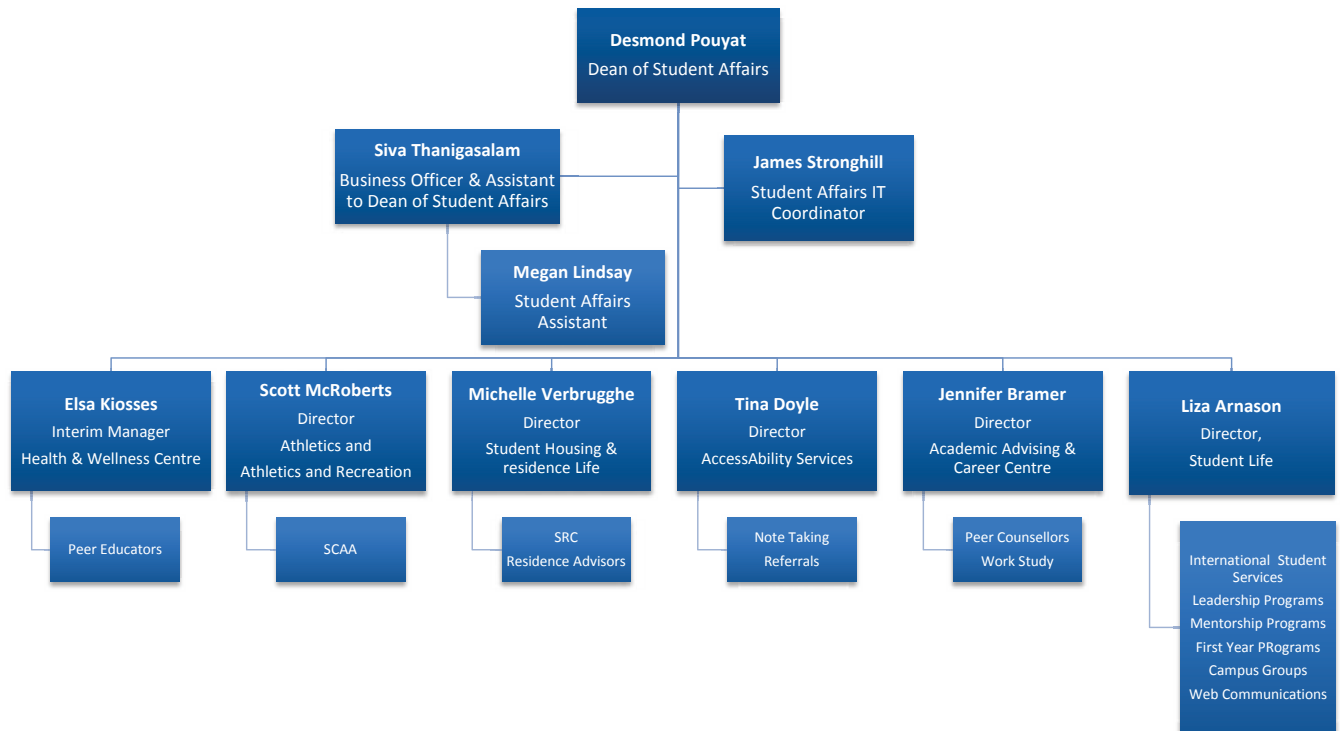 Desmond Pouyat
Dean of Student Affairs
Siva Thanigasalam
Business Officer & Assistant
to Dean of Student Affairs
James Stronghill
Student Affairs IT
Coordinator
Megan Lindsay
Student Affairs
Assistant
Elsa Kiosses
Interim Manager
Health & Wellness Centre
Scott McRoberts
Director
Athletics and
Athletics and Recreation
Michelle Verbrugghe
Director
Student Housing &
residence Life
Tina Doyle
Director
AccessAbility Services
Jennifer Bramer
Director
Academic Advising &
Career Centre
Liza Arnason
Director,
Student Life
Peer Educators
SCAA
SRC
Residence Advisors
Note Taking
Referrals
Peer Counsellors
Work Study
International Student
Services
Leadership Programs
Mentorship Programs
First Year PRograms
Campus Groups
Web Communications